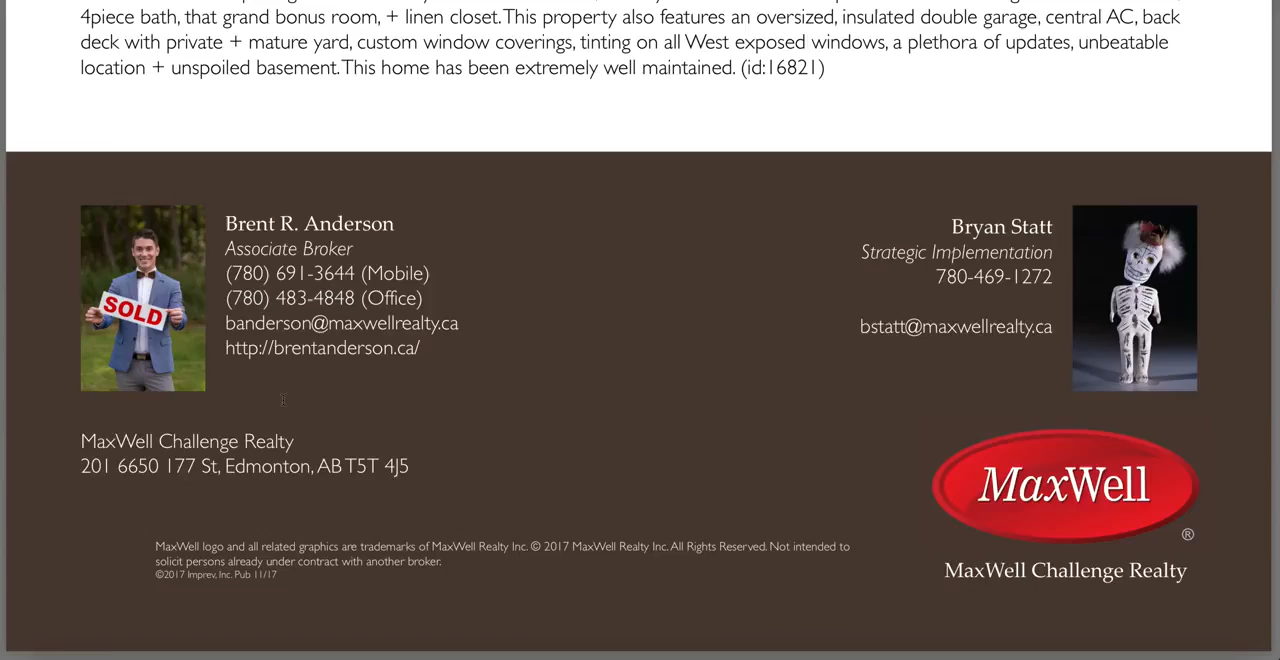 4piece bath, that grand bonus room, + linen closet. This property also features an oversized, insulated double garage, central AC, back
deck with private + mature yard, custom window coverings, tinting on all West exposed windows, a plethora of updates, unbeatable
location + unspoiled basement. This home has been extremely well maintained. (id:16821)
Brent R. Anderson
Associate Broker
(780) 691-3644 (Mobile)
(780) 483-4848 (Office)
banderson@maxwellrealty.ca
http://brentanderson.ca/
SOLD
Bryan Statt
Strategic Implementation
780-469-1272
bstatt@maxwellrealty.ca
MaxWell Challenge Realty
201 6650 177 St, Edmonton, AB T5T 4J5
MaxWell
®
MaxWell Challenge Realty
MaxWell logo and all related graphics are trademarks of MaxWell Realty Inc. © 2017 MaxWell Realty Inc. All Rights Reserved. Not intended to
solicit persons already under contract with another broker.
©2017 Imprev, Inc. Pub 11/17